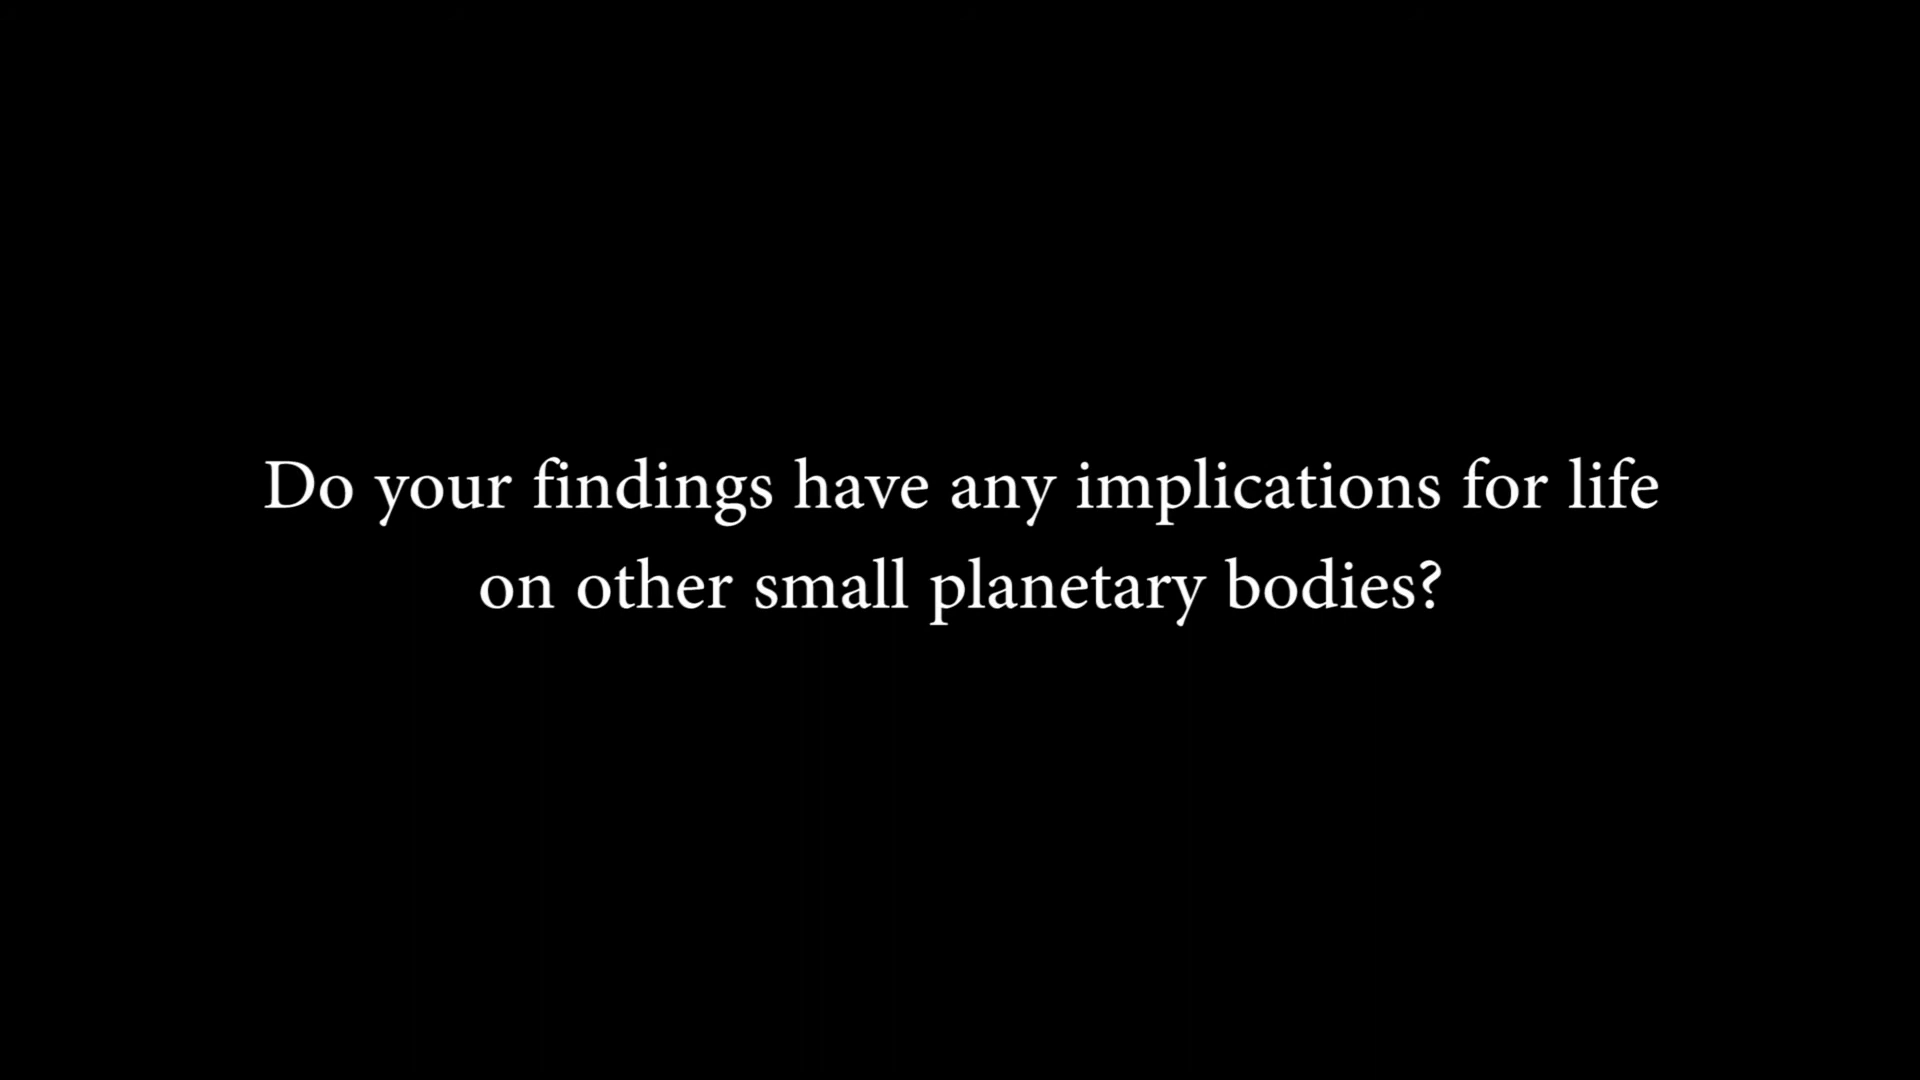 Do your findings have any implications for life
on other small planetary bodies?